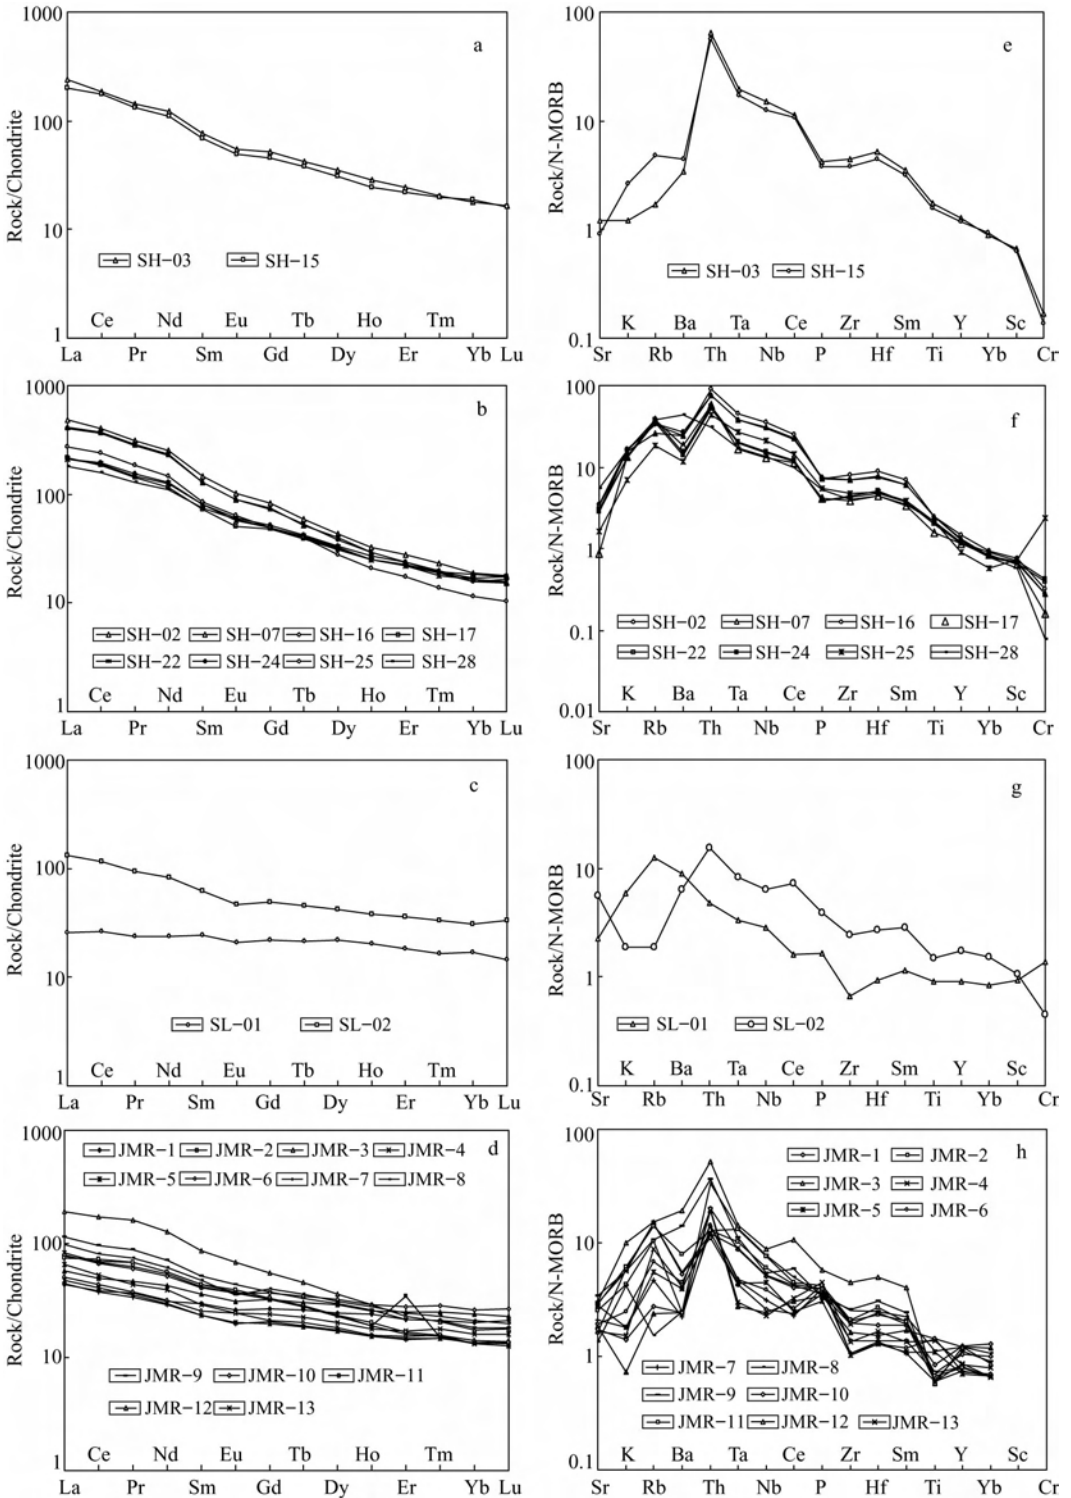 1000
a
100
10
1
Rock/Chondrite
SH-03 SH-15
Ce Nd Eu Tb Ho Tm Yb
La Pr Sm Gd Dy Er Lu
100
e
10
1
0.1
Rock/N-MORB
SH-03 SH-15
K Rb Ba Ta Nb Ce Zr Sm Y Sc
Sr Th P Hf Ti Yb Cr
1000
b
100
10
1
Rock/Chondrite
SH-02 SH-07 SH-16 SH-17
SH-22 SH-24 SH-25 SH-28
Ce Nd Eu Tb Ho Tm
La Pr Sm Gd Dy Er Yb Lu
100
f
10
1
0.1
0.01
Rock/N-MORB
SH-02 SH-07 SH-16 SH-17
SH-22 SH-24 SH-25 SH-28
K Ba Ta Ce Zr Sm Y Sc
Sr Rb Th Nb P Hf Ti Yb Cr
1000
c
100
10
1
Rock/Chondrite
SL-01 SL-02
Ce Nd Eu Tb Ho Tm
La Pr Sm Gd Dy Er Yb Lu
100
g
10
1
0.1
Rock/N-MORB
SL-01 SL-02
K Ba Ta Ce Zr Sm Y Sc
Sr Rb Th Nb P Hf Ti Yb Cr
1000
d
100
10
1
Rock/Chondrite
JMR-1 JMR-2 JMR-3 JMR-4
JMR-5 JMR-6 JMR-7 JMR-8
JMR-9 JMR-10 JMR-11
JMR-12 JMR-13
Ce Nd Sm Eu Tb Ho Tm
La Pr Sm Gd Dy Er Yb Lu
100
h
10
1
0.1
Rock/N-MORB
JMR-1 JMR-2
JMR-3 JMR-4
JMR-5 JMR-6
JMR-7 JMR-8
JMR-9 JMR-10
JMR-11 JMR-12 JMR-13
K Ba Ta Ce Zr Sm Y Sc
Sr Rb Th Nb P Hf Ti Yb Cr